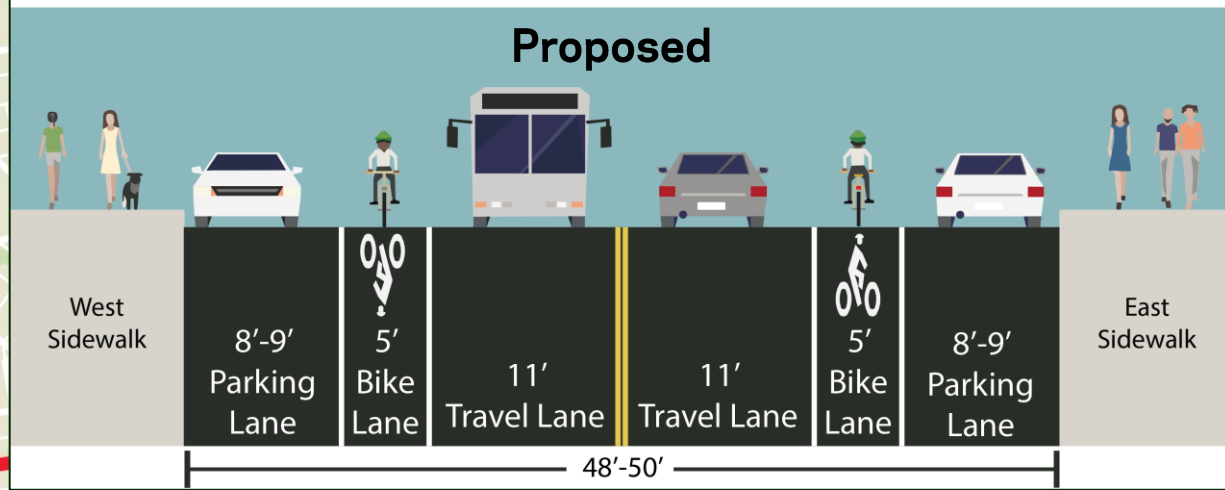 Proposed
West
Sidewalk
8’-9’
Parking
Lane
5’
Bike
Lane
11’
Travel Lane
11’
Travel Lane
5’
Bike
Lane
8’-9’
Parking
Lane
East
Sidewalk
48’-50’